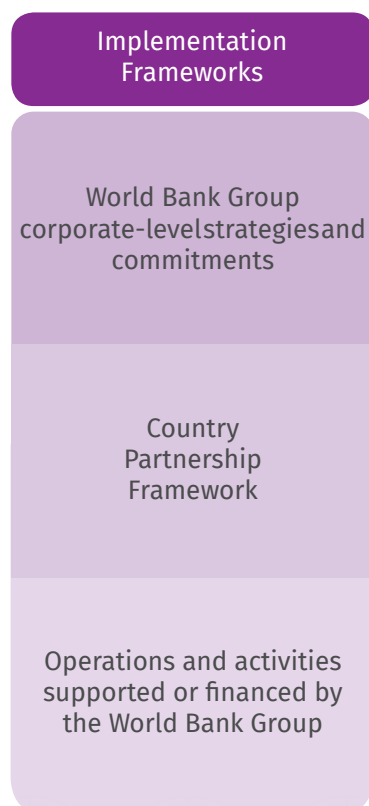 Implementation
Frameworks
World Bank Group
corporate-levelstrategiesand
commitments
Country
Partnership
Framework
Operations and activities
supported or financed by
the World Bank Group